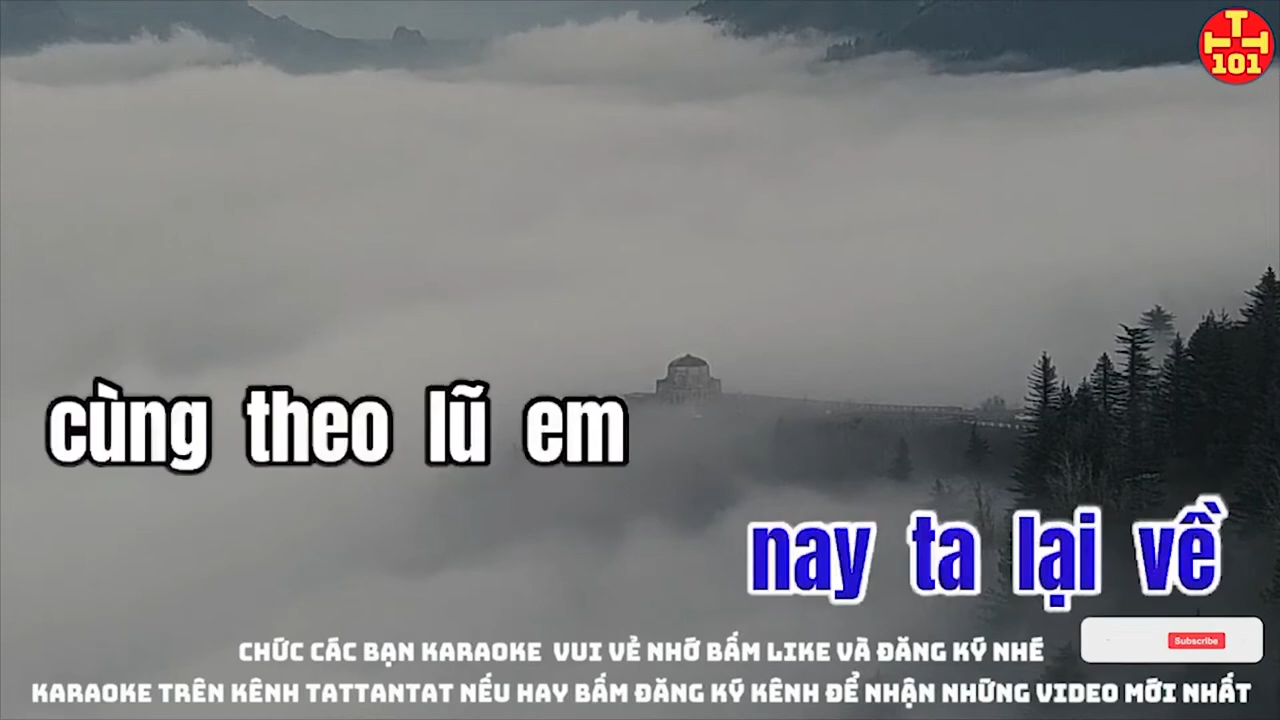 TTT
101
cùng theo lũ em
nay ta lại về
Subscribe
CHỨC CÁC BẠN KARAOKE VUI VẺ NHỚ BẤM LIKE VÀ ĐĂNG KÝ NHÉ
KARAOKE TRÊN KÊNH TATTANTAT NẾU HAY BẤM ĐĂNG KÝ KÊNH ĐỂ NHẬN NHỮNG VIDEO MỚI NHẤT